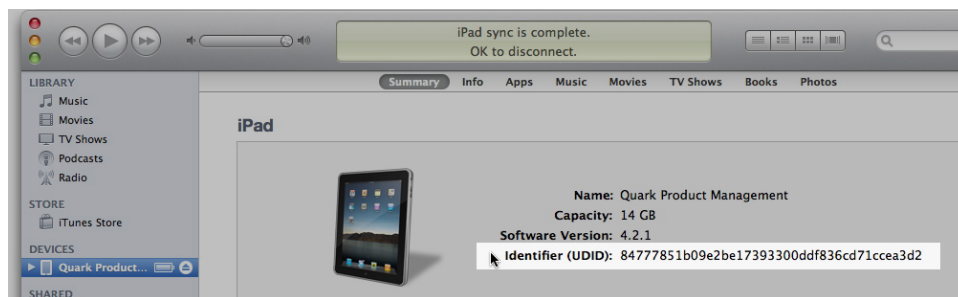 iPad sync is complete.
OK to disconnect.
LIBRARY
Music
Movies
TV Shows
Podcasts
Radio
STORE
iTunes Store
DEVICES
Quark Product...
SHARED
Summary Info Apps Music Movies TV Shows Books Photos
iPad
Name: Quark Product Management
Capacity: 14 GB
Software Version: 4.2.1
Identifier (UDID): 84777851b09e2be17393300ddf836cd71ccea3d2